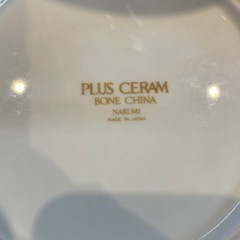 PLUS CERAM
BONE CHINA
NARUMI
MADE IN JAPAN